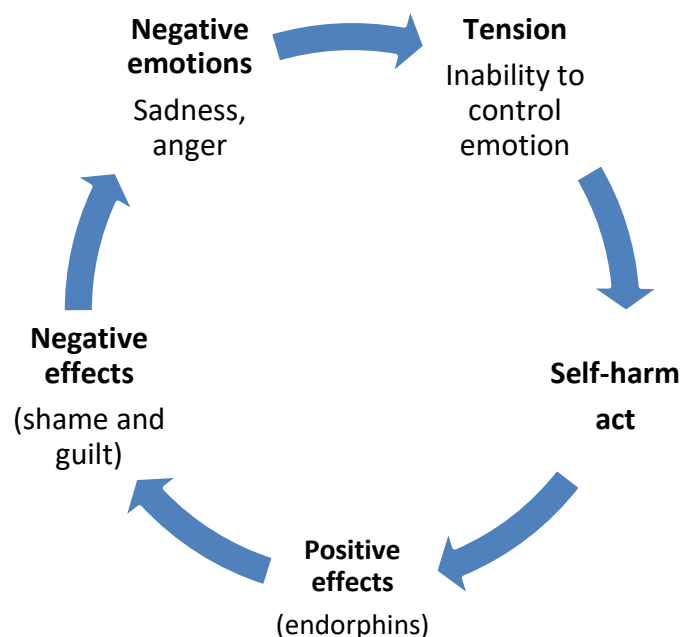 Negative
emotions
Sadness,
anger
Tension
Inability to
control
emotion
Self-harm
act
Positive
effects
(endorphins)
Negative
effects
(shame and
guilt)